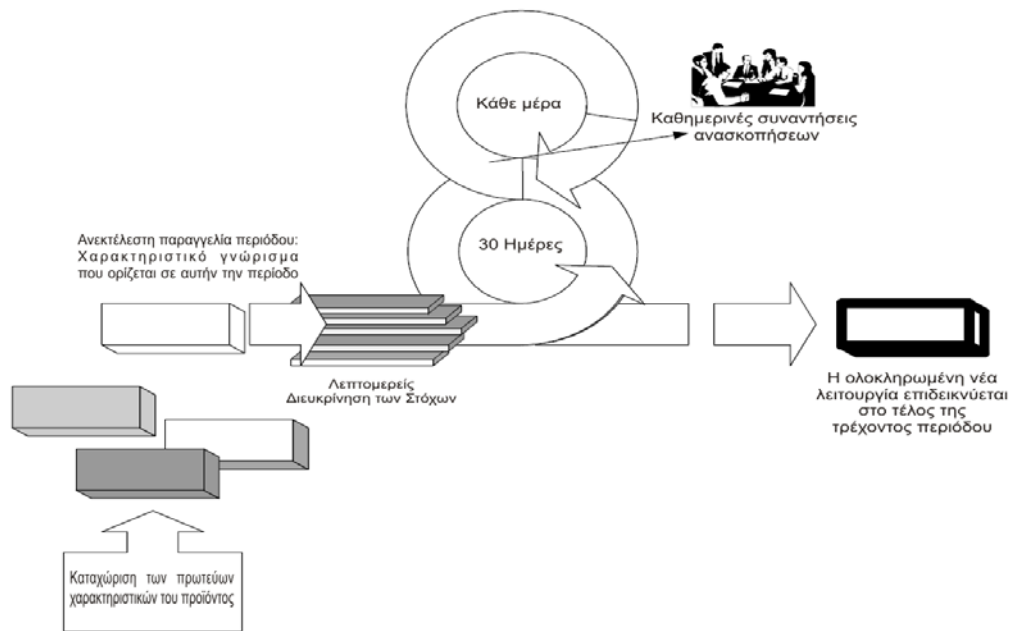 Κάθε μέρα
Καθημερινές συναντήσεις
ανασκοπήσεων
Ανεκτέλεστη παραγγελία περιόδου:
Χαρακτηριστικό γνώρισμα
που ορίζεται σε αυτήν την περίοδο
30 Ημέρες
Λεπτομερείς
Διευκρίνηση των Στόχων
Η ολοκληρωμένη νέα
λειτουργία επιδεικνύεται
στο τέλος της
τρέχοντος περιόδου
Καταχώριση των πρωτεύων
χαρακτηριστικών του προϊόντος